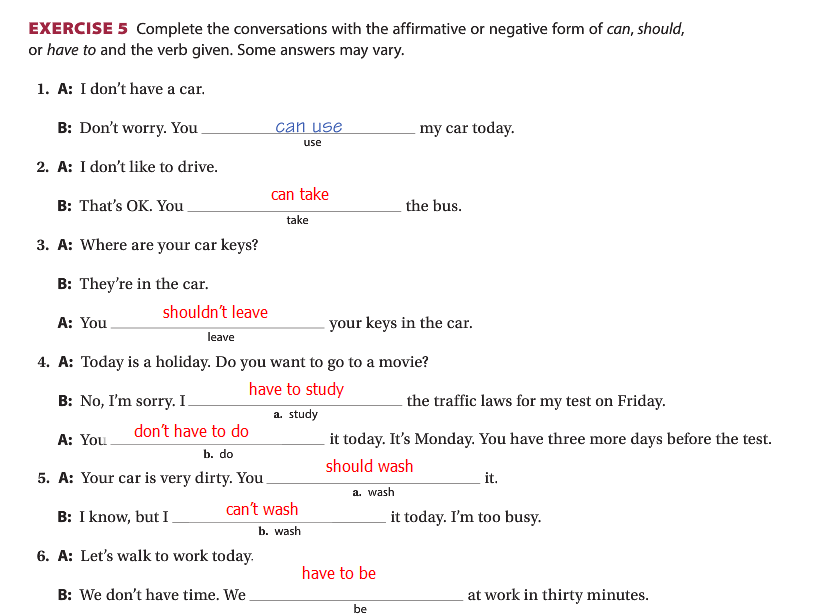 EXERCISE 5 Complete the conversations with the affirmative or negative form of can, should,
or have to and the verb given. Some answers may vary.
1. A: I don't have a car.
B: Don't worry. You can use my car today.
use
2. A: I don't like to drive.
can take
B: That's OK. You ____ the bus.
take
3. A: Where are your car keys?
B: They're in the car.
shouldn't leave
A: You ____ your keys in the car.
leave
4. A: Today is a holiday. Do you want to go to a movie?
have to study
B: No, I'm sorry. I ____ the traffic laws for my test on Friday.
a. study
don't have to do
A: You ____ it today. It's Monday. You have three more days before the test.
b. do
should wash
5. A: Your car is very dirty. You ____ it.
a. wash
can't wash
B: I know, but I ____ it today. I'm too busy.
b. wash
6. A: Let's walk to work today.
have to be
B: We don't have time. We ____ at work in thirty minutes.
be